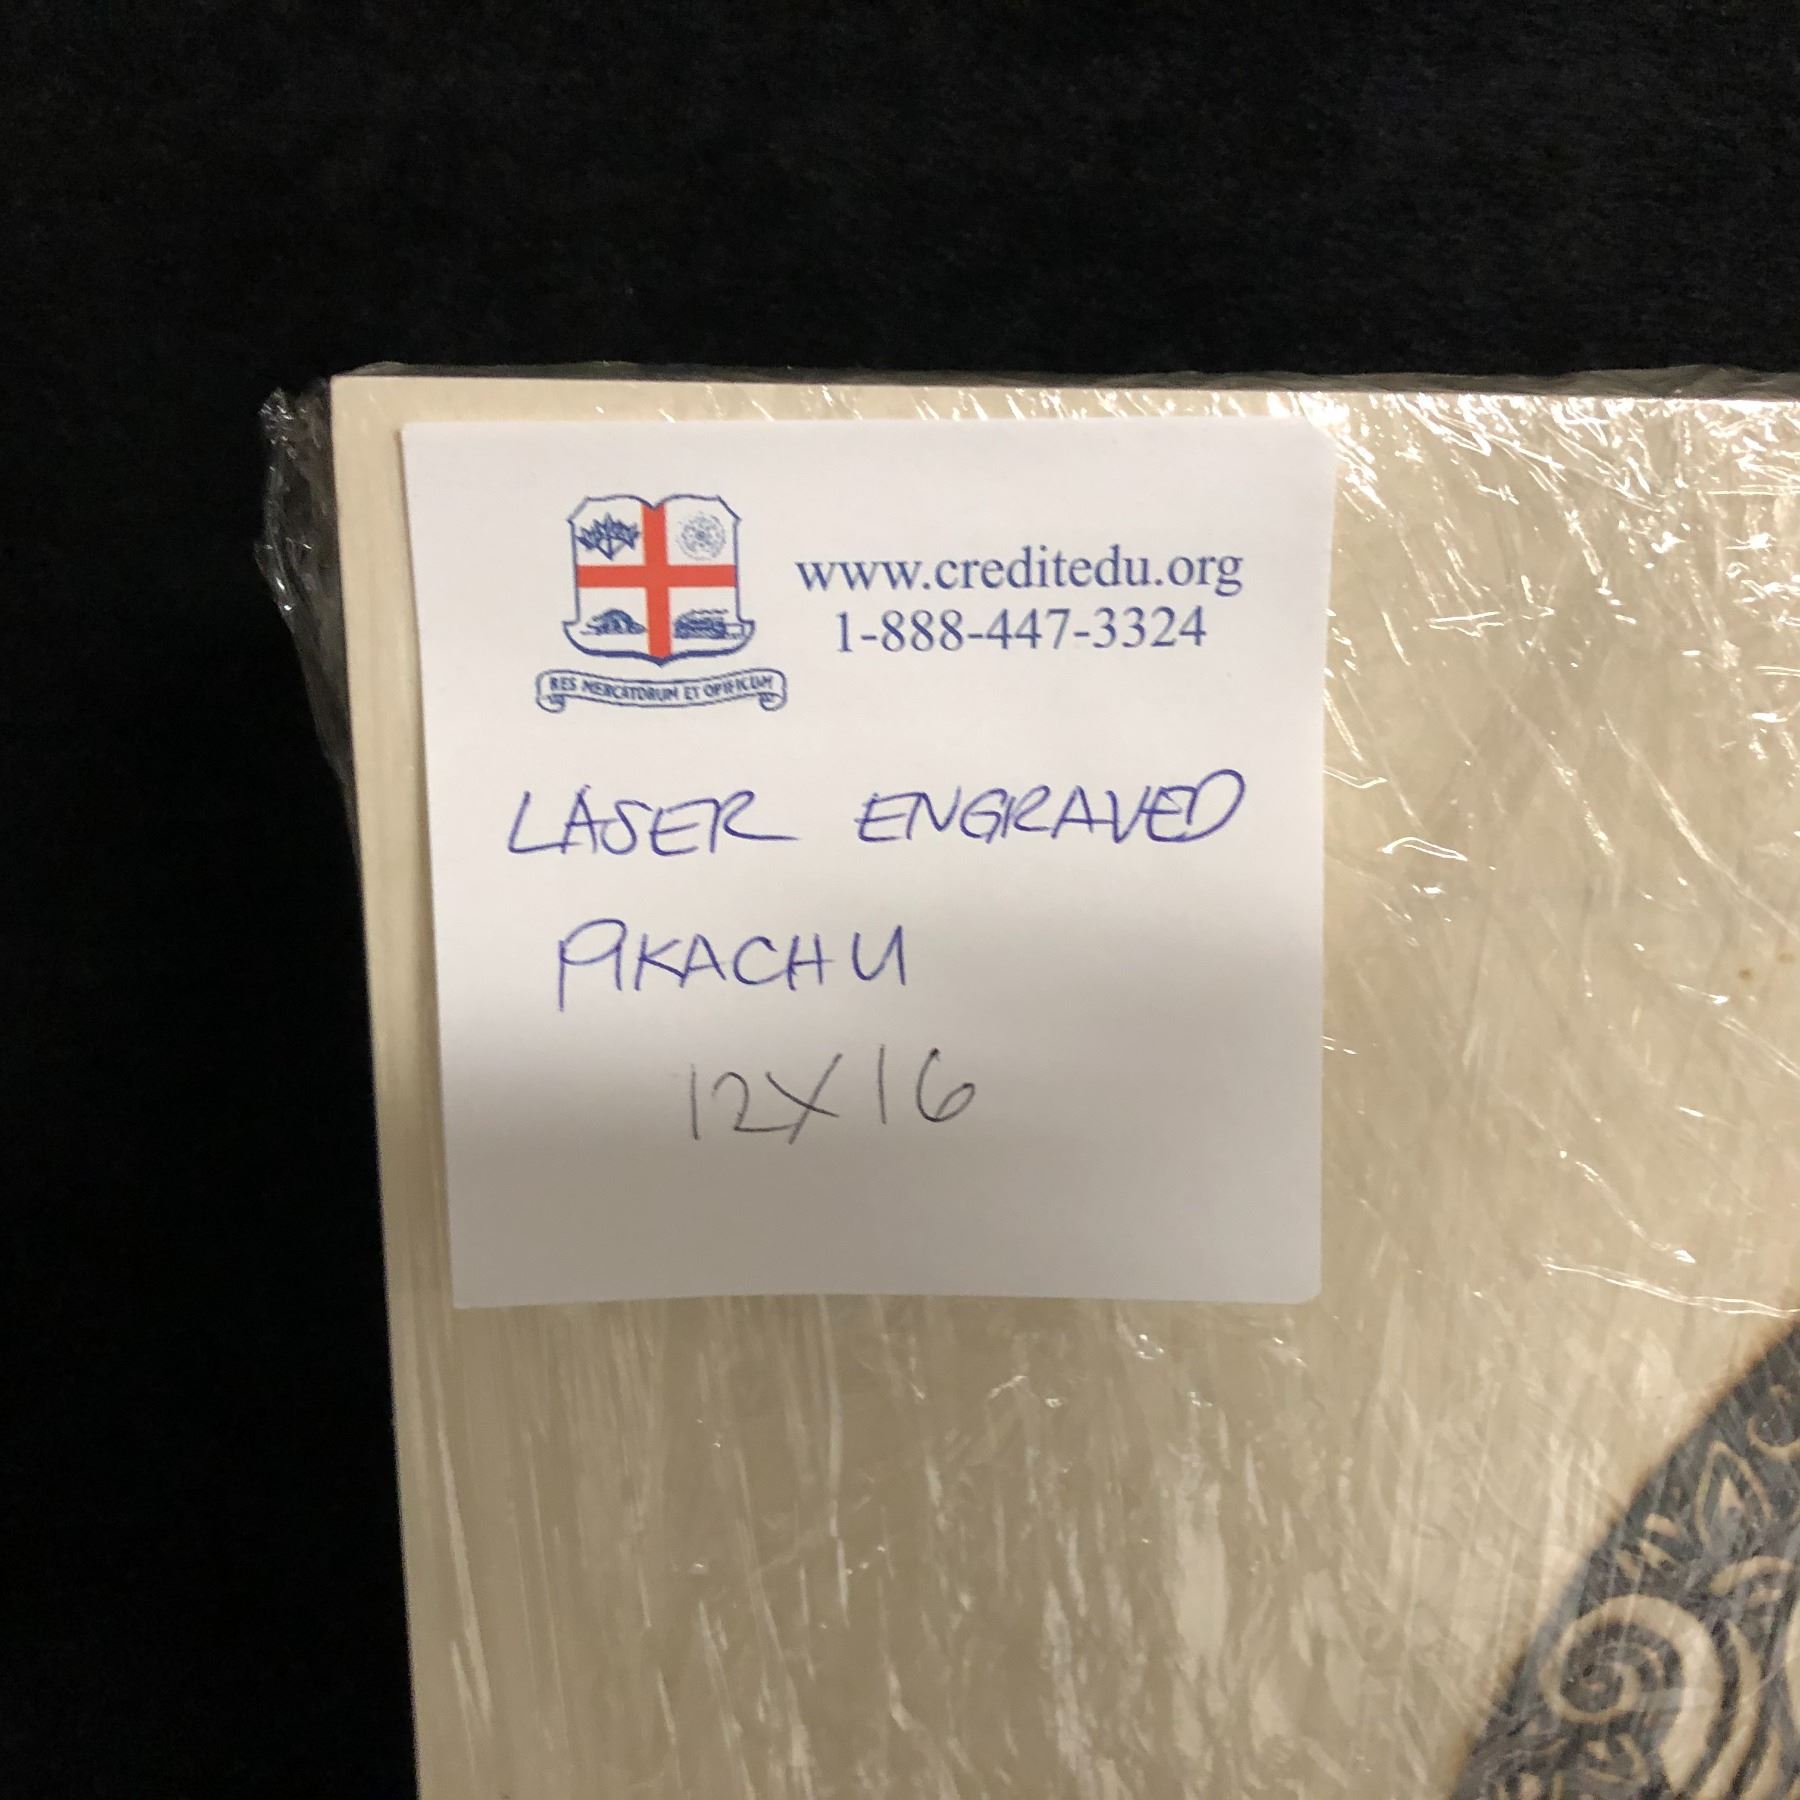 www.creditedu.org
1-888-447-3324
RES MERCATORUM ET OPIFICUM
LASER ENGRAVED
PIKACHU
12X16